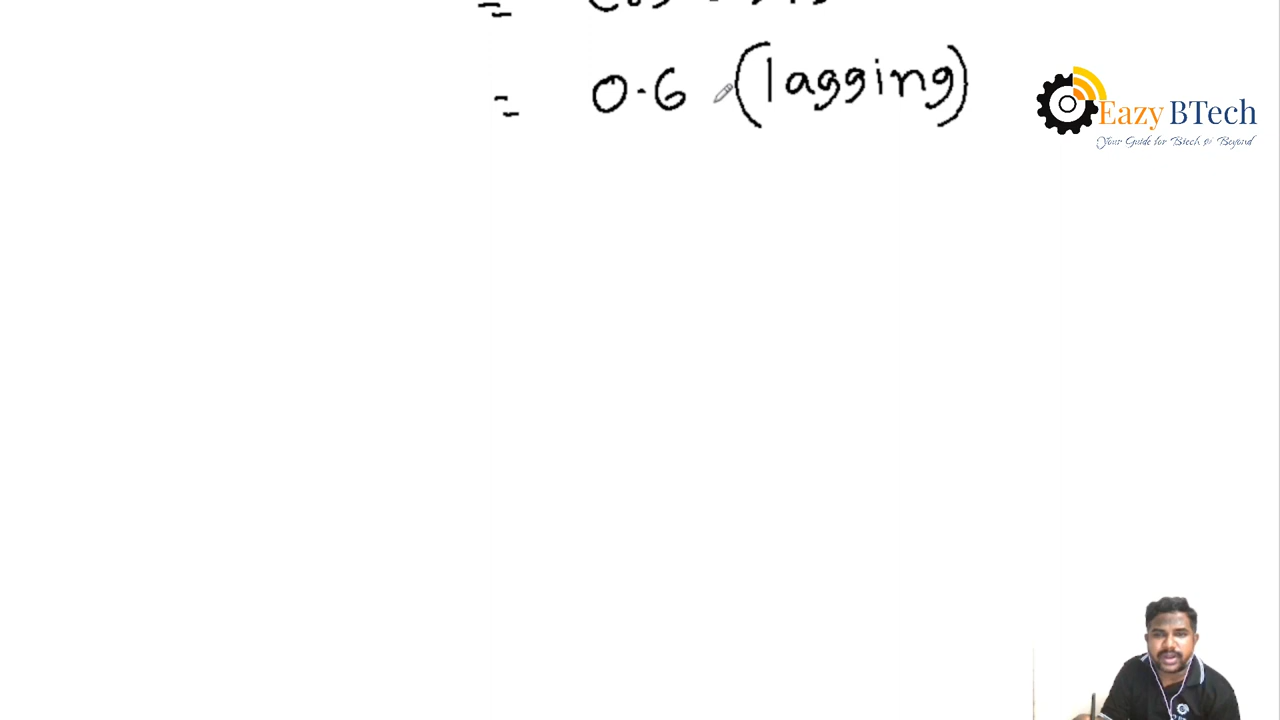 =
= 0.6 (lagging)
Eazy BTech
Your Guide for Btech & Beyond